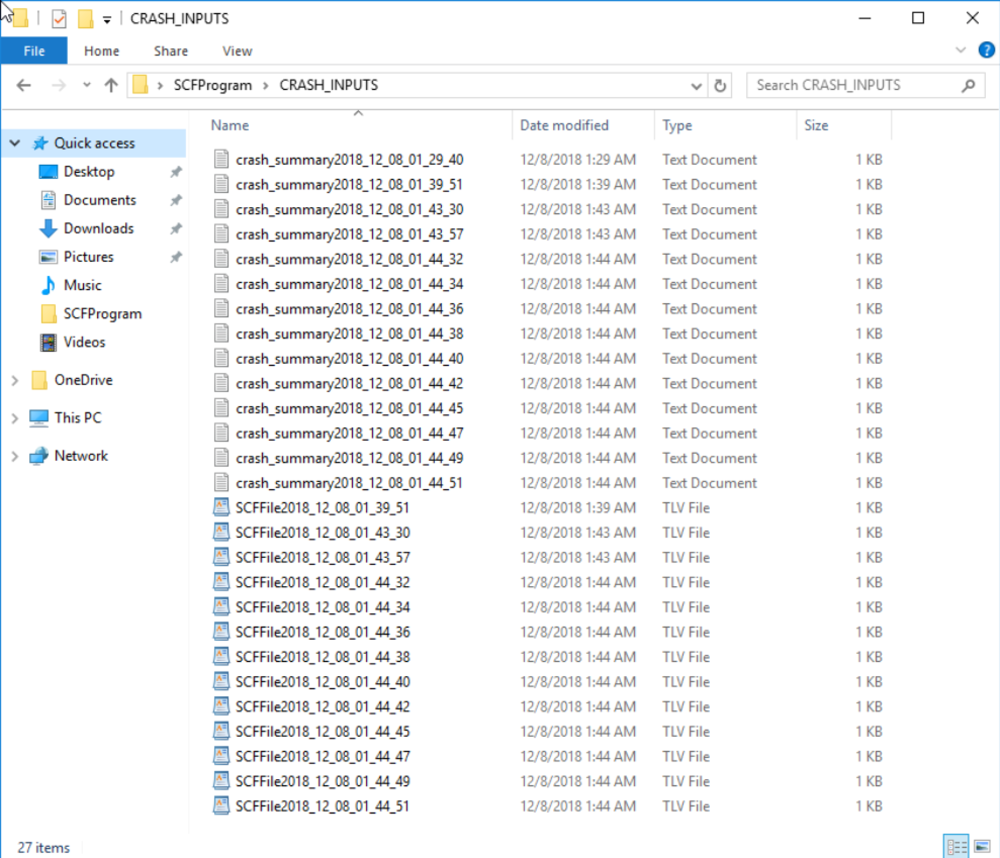 CRASH_INPUTS
File Home Share View
SCFProgram CRASH_INPUTS Search CRASH_INPUTS
Quick access
Desktop
Documents
Downloads
Pictures
Music
SCFProgram
Videos
OneDrive
This PC
Network
Name Date modified Type Size
crash_summary2018_12_08_01_29_40 12/8/2018 1:29 AM Text Document 1 KB
crash_summary2018_12_08_01_39_51 12/8/2018 1:39 AM Text Document 1 KB
crash_summary2018_12_08_01_43_30 12/8/2018 1:43 AM Text Document 1 KB
crash_summary2018_12_08_01_43_57 12/8/2018 1:43 AM Text Document 1 KB
crash_summary2018_12_08_01_44_32 12/8/2018 1:44 AM Text Document 1 KB
crash_summary2018_12_08_01_44_34 12/8/2018 1:44 AM Text Document 1 KB
crash_summary2018_12_08_01_44_36 12/8/2018 1:44 AM Text Document 1 KB
crash_summary2018_12_08_01_44_38 12/8/2018 1:44 AM Text Document 1 KB
crash_summary2018_12_08_01_44_40 12/8/2018 1:44 AM Text Document 1 KB
crash_summary2018_12_08_01_44_42 12/8/2018 1:44 AM Text Document 1 KB
crash_summary2018_12_08_01_44_45 12/8/2018 1:44 AM Text Document 1 KB
crash_summary2018_12_08_01_44_47 12/8/2018 1:44 AM Text Document 1 KB
crash_summary2018_12_08_01_44_49 12/8/2018 1:44 AM Text Document 1 KB
crash_summary2018_12_08_01_44_51 12/8/2018 1:44 AM Text Document 1 KB
SCFFile2018_12_08_01_39_51 12/8/2018 1:39 AM TLV File 1 KB
SCFFile2018_12_08_01_43_30 12/8/2018 1:43 AM TLV File 1 KB
SCFFile2018_12_08_01_43_57 12/8/2018 1:43 AM TLV File 1 KB
SCFFile2018_12_08_01_44_32 12/8/2018 1:44 AM TLV File 1 KB
SCFFile2018_12_08_01_44_34 12/8/2018 1:44 AM TLV File 1 KB
SCFFile2018_12_08_01_44_36 12/8/2018 1:44 AM TLV File 1 KB
SCFFile2018_12_08_01_44_38 12/8/2018 1:44 AM TLV File 1 KB
SCFFile2018_12_08_01_44_40 12/8/2018 1:44 AM TLV File 1 KB
SCFFile2018_12_08_01_44_42 12/8/2018 1:44 AM TLV File 1 KB
SCFFile2018_12_08_01_44_45 12/8/2018 1:44 AM TLV File 1 KB
SCFFile2018_12_08_01_44_47 12/8/2018 1:44 AM TLV File 1 KB
SCFFile2018_12_08_01_44_49 12/8/2018 1:44 AM TLV File 1 KB
SCFFile2018_12_08_01_44_51 12/8/2018 1:44 AM TLV File 1 KB
27 items